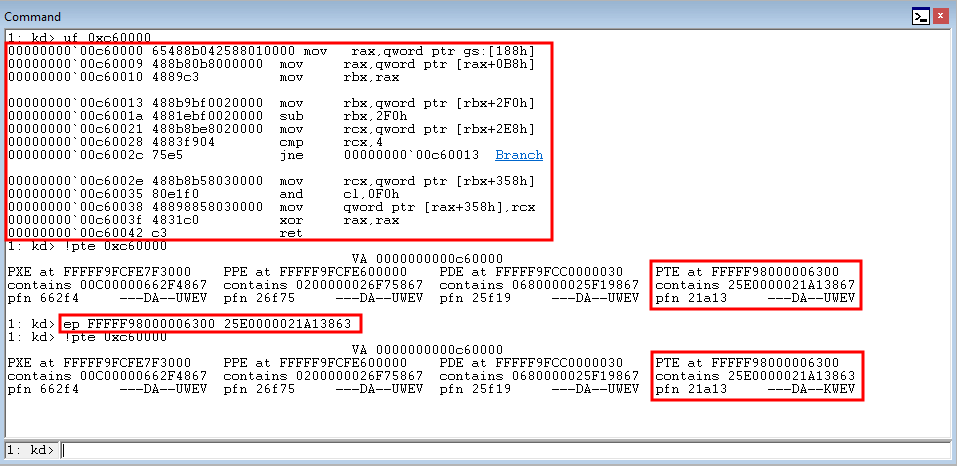 Command
1: kd> uf 0xc60000
00000000`00c60000 65488b042588010000 mov   rax,qword ptr gs:[188h]
00000000`00c60009 488b80b8000000  mov     rax,qword ptr [rax+0B8h]
00000000`00c60010 4889c3          mov     rbx,rax
00000000`00c60013 488b9bf0020000  mov     rbx,qword ptr [rbx+2F0h]
00000000`00c6001a 4881ebf0020000  sub     rbx,2F0h
00000000`00c60021 488b8be8020000  mov     rcx,qword ptr [rbx+2E8h]
00000000`00c60028 4883f904        cmp     rcx,4
00000000`00c6002c 75e5            jne     00000000`00c60013  Branch
00000000`00c6002e 488b8b58030000  mov     rcx,qword ptr [rbx+358h]
00000000`00c60035 80e1f0          and     cl,0F0h
00000000`00c60038 48898858030000  mov     qword ptr [rax+358h],rcx
00000000`00c6003f 4831c0          xor     rax,rax
00000000`00c60042 c3              ret
1: kd> !pte 0xc60000
VA 0000000000c60000
PXE at FFFFF9FCFE7F3000    PPE at FFFFF9FCFE600000    PDE at FFFFF9FCC0000030    PTE at FFFFF98000006300
contains 00C00000662F4867  contains 0200000026F75867  contains 0680000025F19867  contains 25E0000021A13867
pfn 662f4     ---DA--UWEV  pfn 26f75     ---DA--UWEV  pfn 25f19     ---DA--UWEV  pfn 21a13     ---DA--UWEV
1: kd> ep FFFFF98000006300 25E0000021A13863
1: kd> !pte 0xc60000
VA 0000000000c60000
PXE at FFFFF9FCFE7F3000    PPE at FFFFF9FCFE600000    PDE at FFFFF9FCC0000030    PTE at FFFFF98000006300
contains 00C00000662F4867  contains 0200000026F75867  contains 0680000025F19867  contains 25E0000021A13863
pfn 662f4     ---DA--UWEV  pfn 26f75     ---DA--UWEV  pfn 25f19     ---DA--UWEV  pfn 21a13     ---DA--KWEV
1: kd>